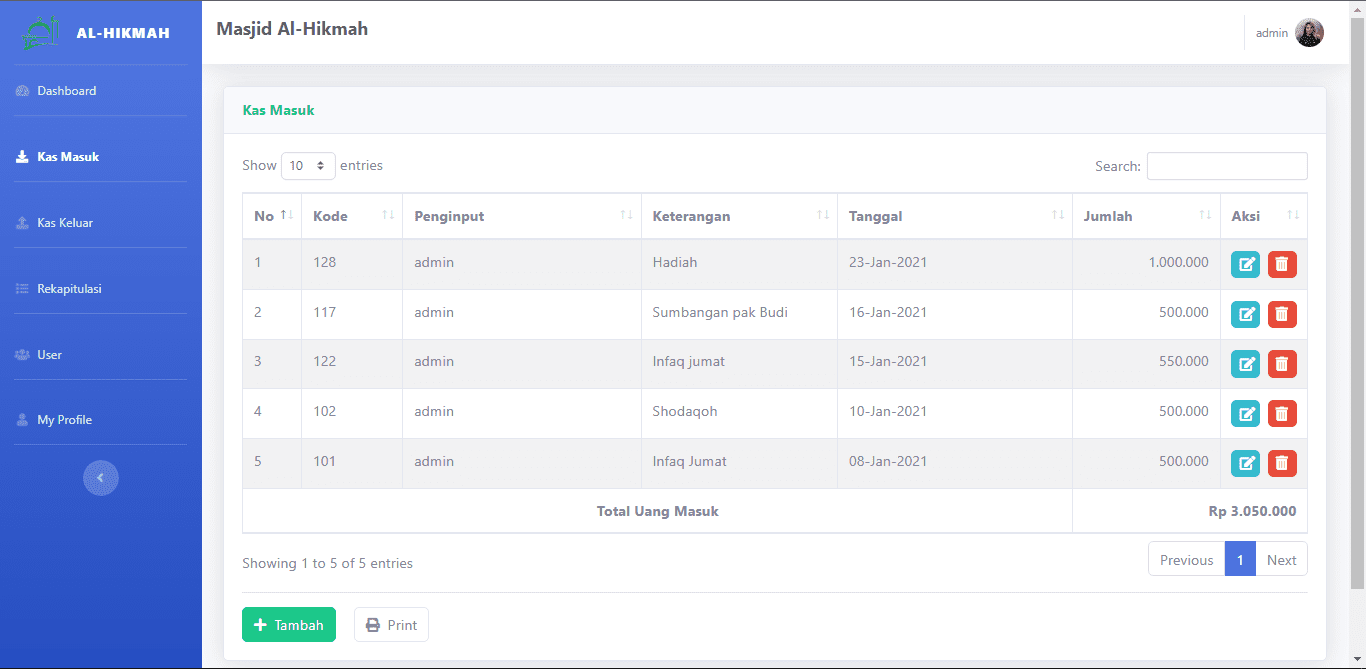 AL-HIKMAH
Masjid Al-Hikmah
admin
Dashboard
Kas Masuk
Kas Keluar
Rekapitulasi
User
My Profile
Kas Masuk
Show 10 entries
Search:
No Kode Penginput Keterangan Tanggal Jumlah Aksi
1 128 admin Hadiah 23-Jan-2021 1.000.000
2 117 admin Sumbangan pak Budi 16-Jan-2021 500.000
3 122 admin Infaq jumat 15-Jan-2021 550.000
4 102 admin Shodaqoh 10-Jan-2021 500.000
5 101 admin Infaq Jumat 08-Jan-2021 500.000
Total Uang Masuk Rp 3.050.000
Showing 1 to 5 of 5 entries
Previous 1 Next
Tambah Print